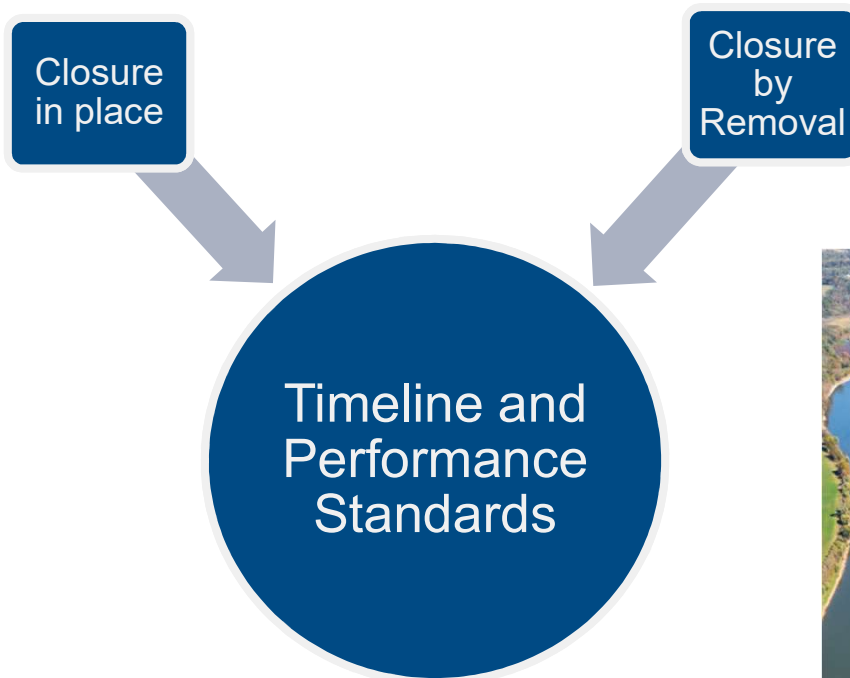 Closure
in place
Closure
by
Removal
Timeline and
Performance
Standards